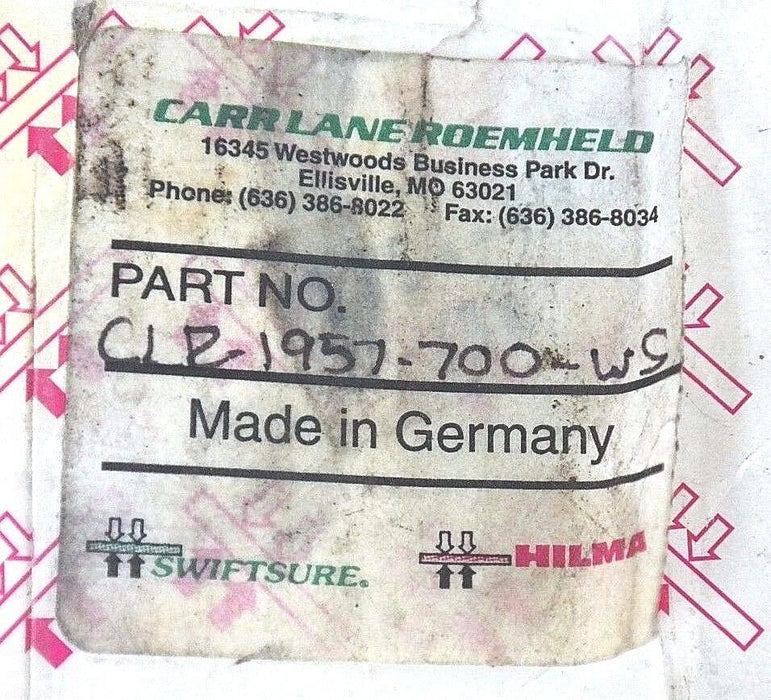 CARR LANE ROEMHELD
16345 Westwoods Business Park Dr.
Ellisville, MO 63021
Phone: (636) 386-8022 Fax: (636) 386-8034
PART NO.
CLR 1957-700-WS
Made in Germany
SWIFTSURE. HILMA